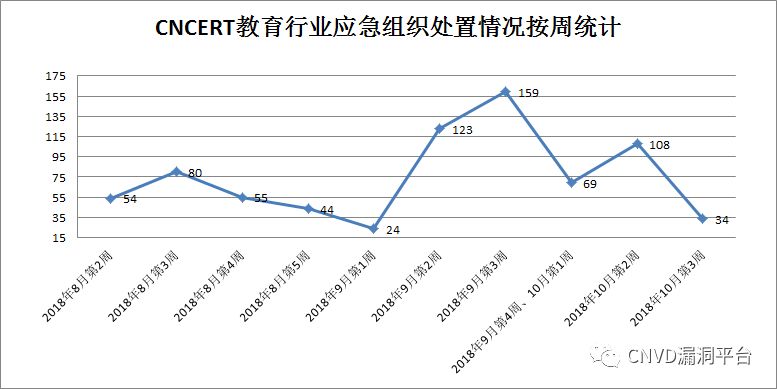 CNCERT教育行业应急组织处置情况按周统计
175
155
135
115
95
75
55
35
15
54
80
55
44
24
123
159
69
108
34
2018年8月第2周
2018年8月第3周
2018年8月第4周
2018年8月第5周
2018年9月第1周
2018年9月第2周
2018年9月第3周
2018年9月第4周、10月第1周
2018年10月第2周
2018年10月第3周
CNVD漏洞平台